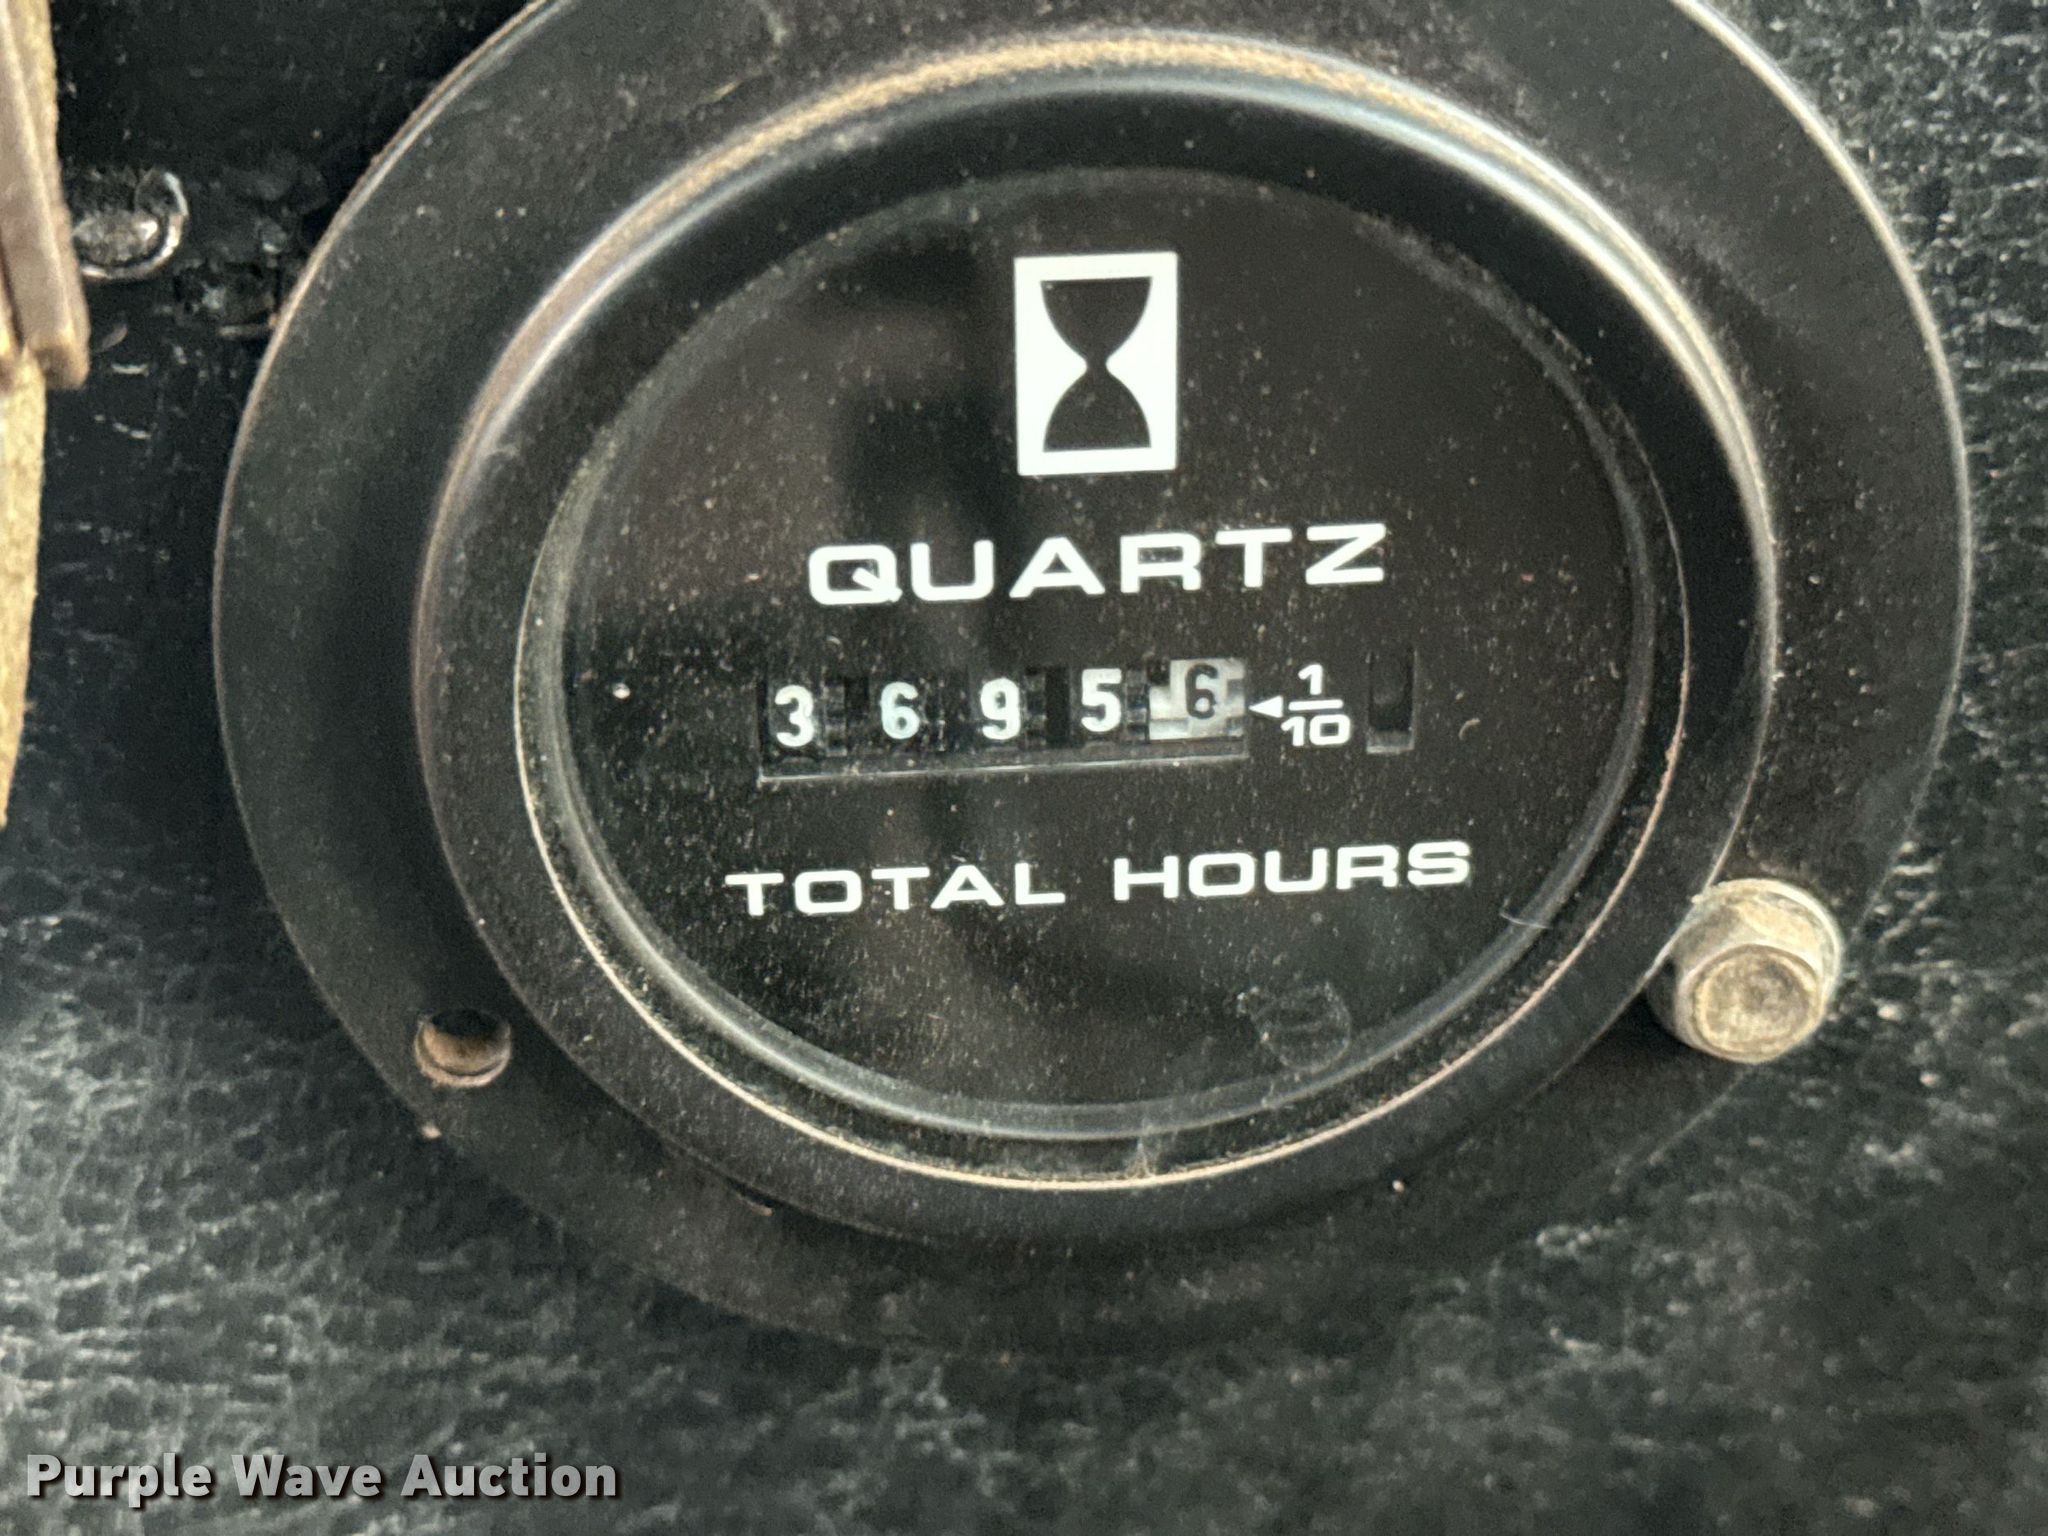 QUARTZ
3 6 9 5 6 ◄ 1/10
TOTAL HOURS
Purple Wave Auction